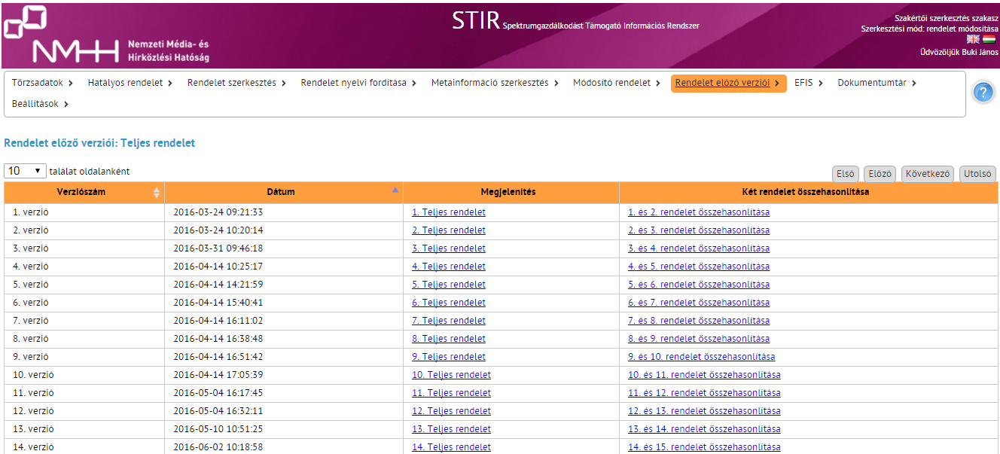 NMHH
Nemzeti Média- és
Hírközlési Hatóság
STIR Spektrumgazdálkodást Támogató Információs Rendszer
Szakértői szerkesztés szakasz
Szerkesztési mód: rendelet módosítása
Üdvözöljük Buki János
Törzsadatok > Hatályos rendelet > Rendelet szerkesztés > Rendelet nyelvi fordítása > Metainformáció szerkesztés > Módosító rendelet > Rendelet előző verziói > EFIS > Dokumentumtár >
Beállítások >
?
Rendelet előző verziói: Teljes rendelet
10 találat oldalanként
Első Előző Következő Utolsó
Verziószám Dátum Megjelenítés Két rendelet összehasonlítása
1. verzió 2016-03-24 09:21:33 1. Teljes rendelet 1. és 2. rendelet összehasonlítása
2. verzió 2016-03-24 10:20:14 2. Teljes rendelet 2. és 3. rendelet összehasonlítása
3. verzió 2016-03-31 09:46:18 3. Teljes rendelet 3. és 4. rendelet összehasonlítása
4. verzió 2016-04-14 10:25:17 4. Teljes rendelet 4. és 5. rendelet összehasonlítása
5. verzió 2016-04-14 14:21:59 5. Teljes rendelet 5. és 6. rendelet összehasonlítása
6. verzió 2016-04-14 15:40:41 6. Teljes rendelet 6. és 7. rendelet összehasonlítása
7. verzió 2016-04-14 16:11:02 7. Teljes rendelet 7. és 8. rendelet összehasonlítása
8. verzió 2016-04-14 16:38:48 8. Teljes rendelet 8. és 9. rendelet összehasonlítása
9. verzió 2016-04-14 16:51:42 9. Teljes rendelet 9. és 10. rendelet összehasonlítása
10. verzió 2016-04-14 17:05:39 10. Teljes rendelet 10. és 11. rendelet összehasonlítása
11. verzió 2016-05-04 16:17:45 11. Teljes rendelet 11. és 12. rendelet összehasonlítása
12. verzió 2016-05-04 16:32:11 12. Teljes rendelet 12. és 13. rendelet összehasonlítása
13. verzió 2016-05-10 10:51:25 13. Teljes rendelet 13. és 14. rendelet összehasonlítása
14. verzió 2016-06-02 10:18:58 14. Teljes rendelet 14. és 15. rendelet összehasonlítása